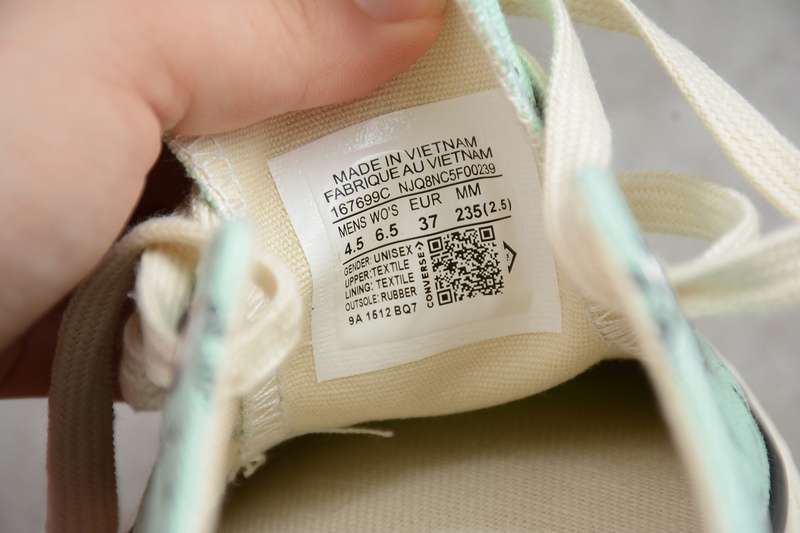 MADE IN VIETNAM
FABRIQUE AU VIETNAM
167699C NJQ8NC5F00239
MENS WO'S EUR MM
4.5 6.5 37 235(2.5)
GENDER: UNISEX
UPPER:TEXTILE
LINING: TEXTILE
OUTSOLE: RUBBER
9A 1612 BQ7
CONVERSE